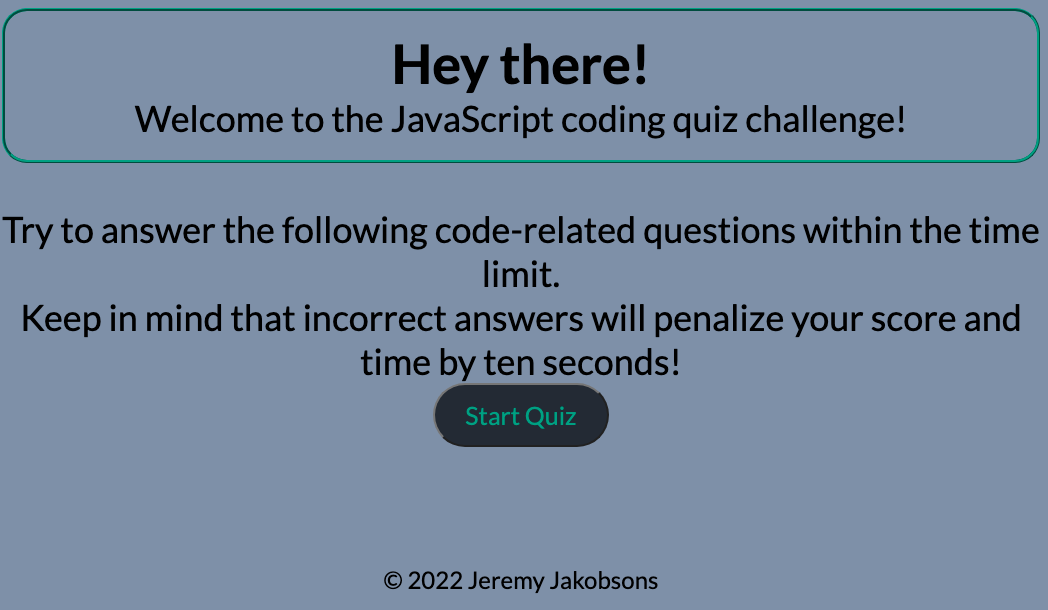 Hey there!
Welcome to the JavaScript coding quiz challenge!
Try to answer the following code-related questions within the time
limit.
Keep in mind that incorrect answers will penalize your score and
time by ten seconds!
Start Quiz
© 2022 Jeremy Jakobsons